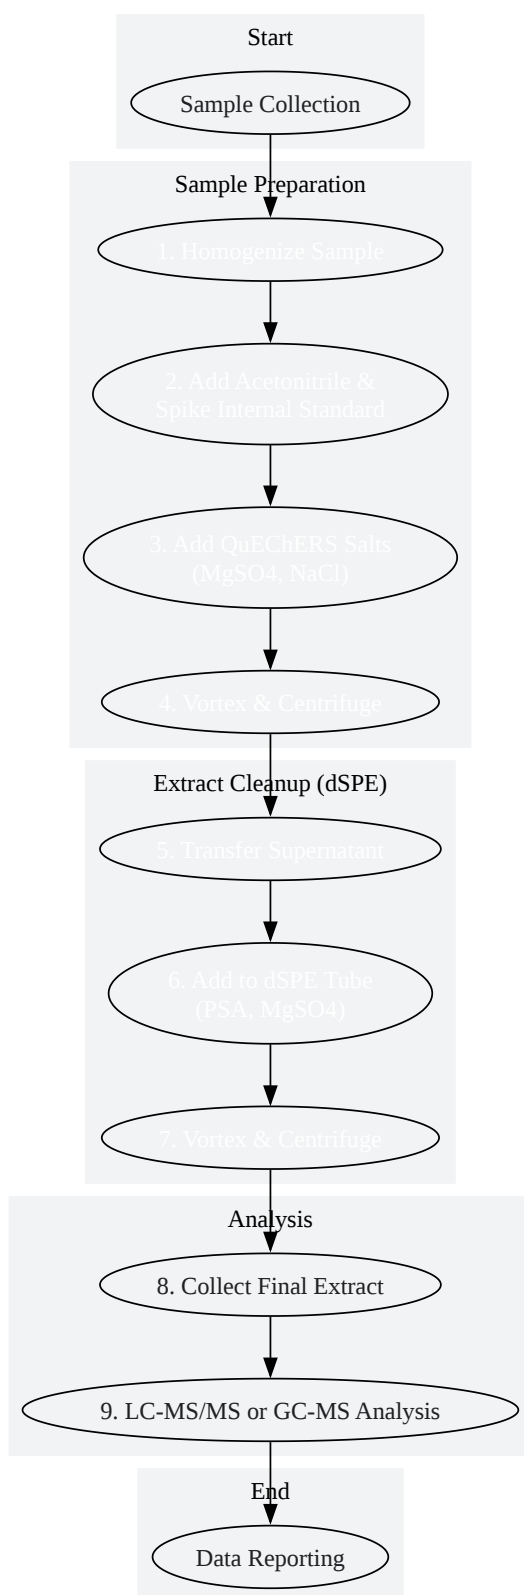 Start
Sample Collection
Sample Preparation
1. Homogenize Sample
2. Add Acetonitrile &
Spike Internal Standard
3. Add QuEChERS Salts
(MgSO4, NaCl)
4. Vortex & Centrifuge
Extract Cleanup (dSPE)
5. Transfer Supernatant
6. Add to dSPE Tube
(PSA, MgSO4)
7. Vortex & Centrifuge
Analysis
8. Collect Final Extract
9. LC-MS/MS or GC-MS Analysis
End
Data Reporting